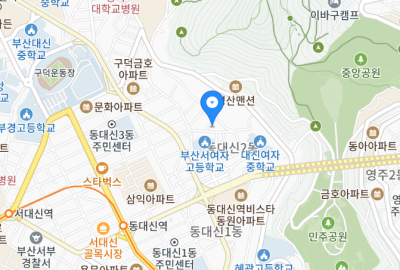 대학교병원
이바구캠프
부산대신
중학교
구덕금호
아파트
구덕운동장
중앙공원
산맨션
문화아파트
동대신3동
주민센터
부경고등학교
동대신2동
부산서여자
고등학교
대신여자
중학교
동아아파트
병원
스타벅스
영주2동
삼익아파트
금호아파트
서대신역
동대신역
동대신역비스타
동원아파트
서대신
골목시장
동대신1동
민주공원
부산서부
경찰서
동대신1동
주민센터
혜광고등학교